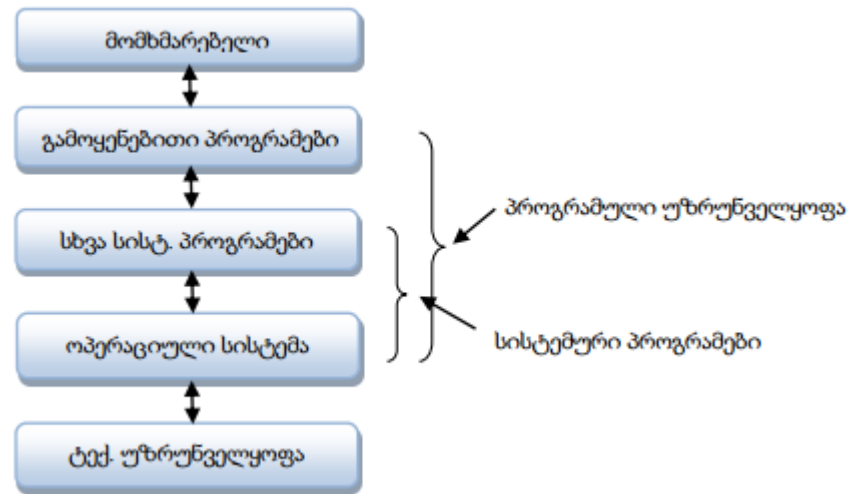 მომხმარებელი
გამოყენებითი პროგრამები
სხვა სისტ. პროგრამები
ოპერაციული სისტემა
ტექ. უზრუნველყოფა
პროგრამული უზრუნველყოფა
სისტემური პროგრამები